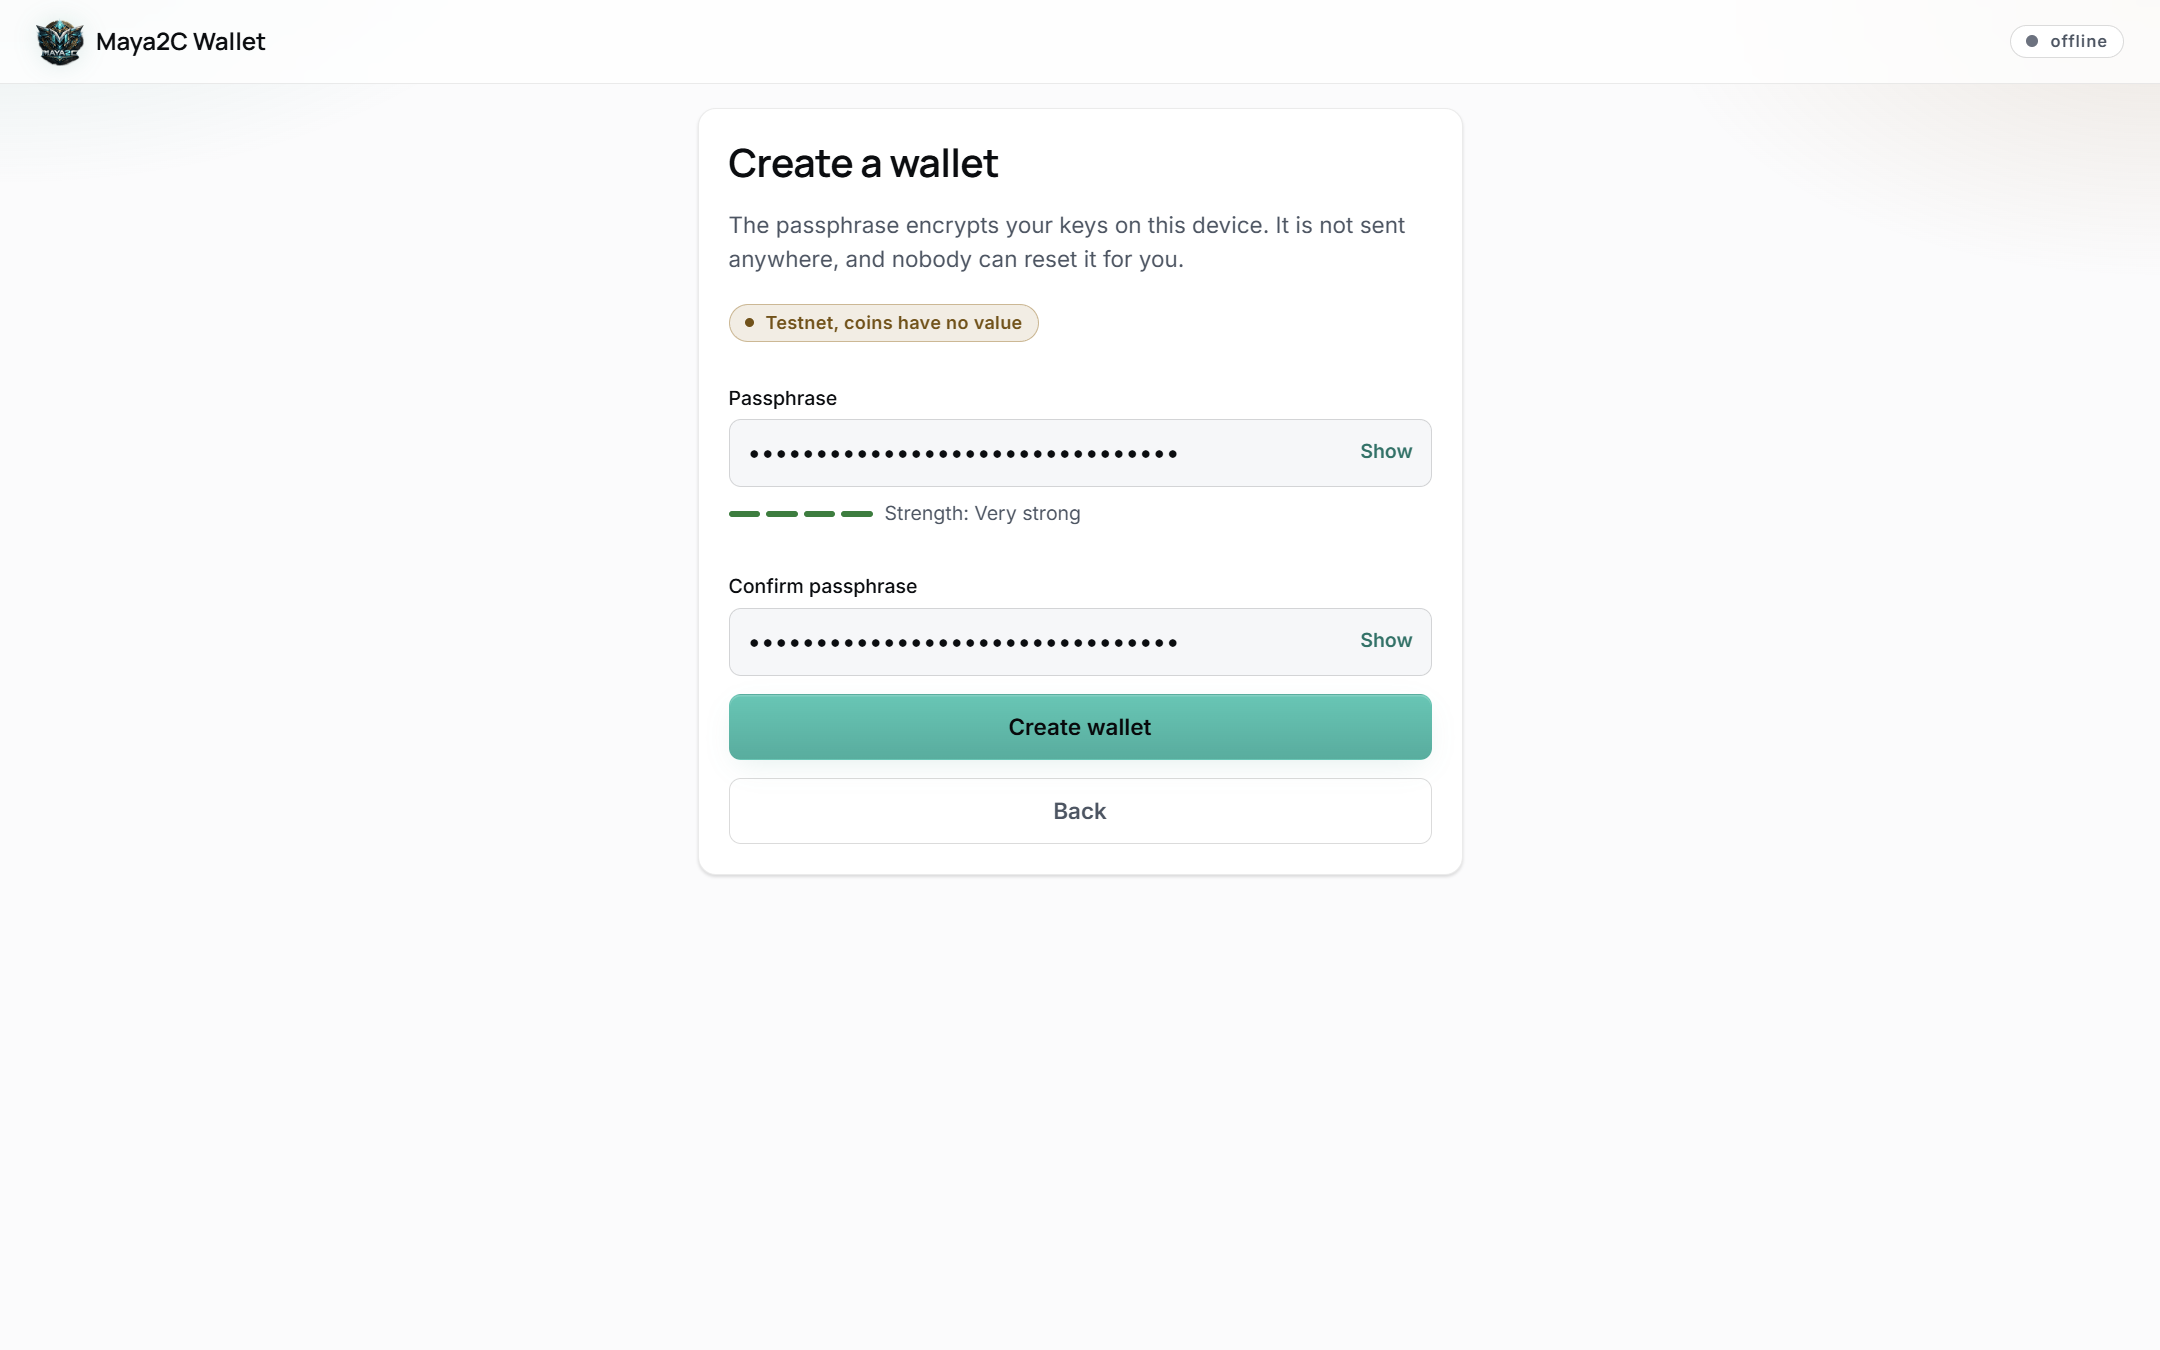 MAYA2C
Maya2C Wallet
offline
Create a wallet
The passphrase encrypts your keys on this device. It is not sent
anywhere, and nobody can reset it for you.
Testnet, coins have no value
Passphrase
••••••••••••••••••••••••••••••••
Show
Strength: Very strong
Confirm passphrase
••••••••••••••••••••••••••••••••
Show
Create wallet
Back